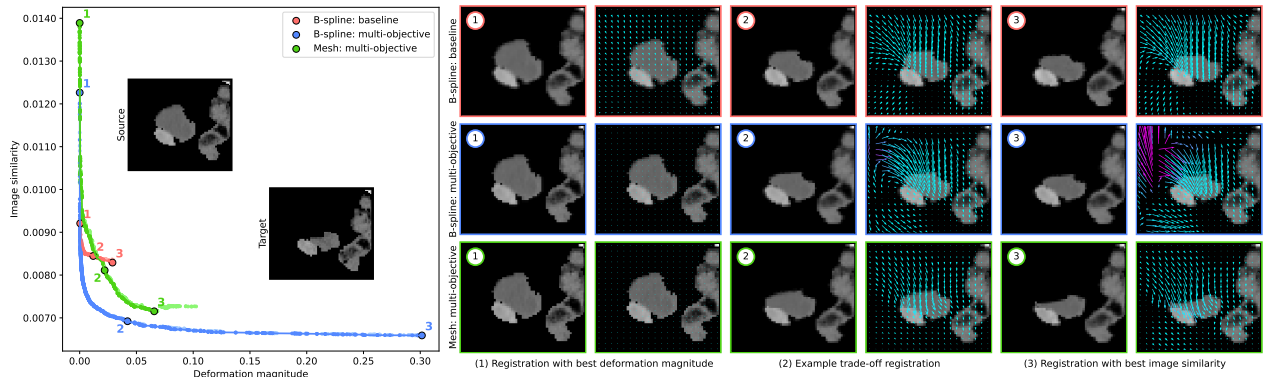 0.0140
0.0130
0.0120
0.0110
0.0100
0.0090
0.0080
0.0070
Image similarity
0.00
0.05
0.10
0.15
0.20
0.25
0.30
Deformation magnitude
B-spline: baseline
B-spline: multi-objective
Mesh: multi-objective
1
1
1
2
3
2
3
2
3
Source
Target
B-spline: baseline
1
2
3
B-spline: multi-objective
1
2
3
Mesh: multi-objective
1
2
3
(1) Registration with best deformation magnitude
(2) Example trade-off registration
(3) Registration with best image similarity